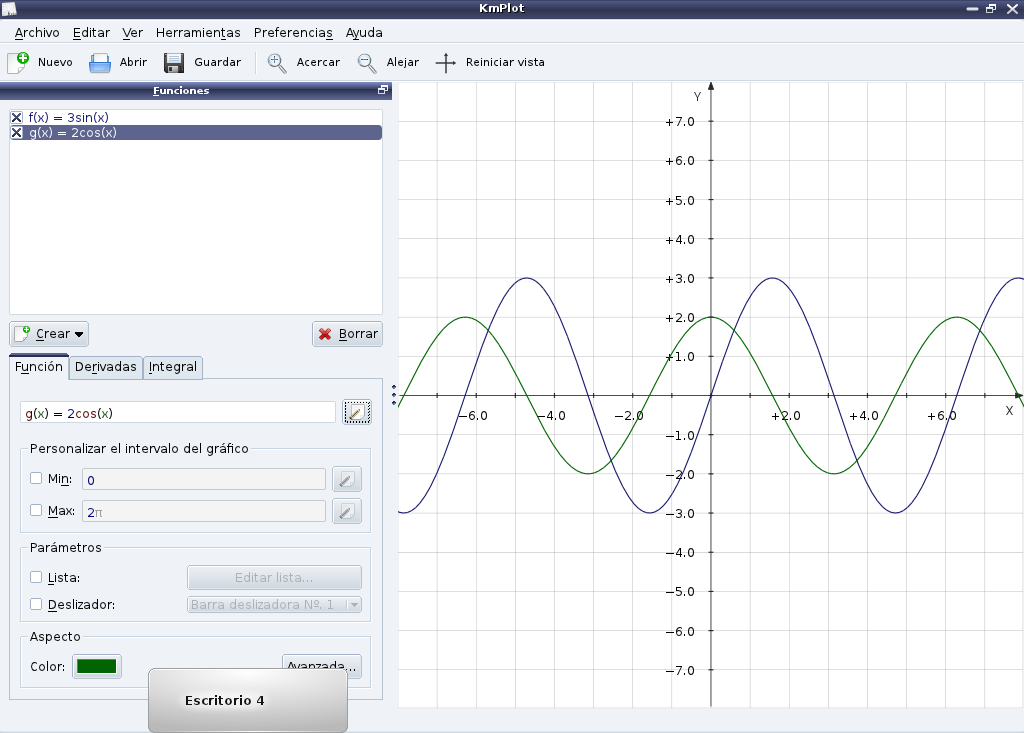 KmPlot
Archivo Editar Ver Herramientas Preferencias Ayuda
Nuevo Abrir Guardar Acercar Alejar Reiniciar vista
Funciones
f(x) = 3sin(x)
g(x) = 2cos(x)
Crear Borrar
Función Derivadas Integral
g(x) = 2cos(x)
Personalizar el intervalo del gráfico
Min: 0
Max: 2π
Parámetros
Lista: Editar lista...
Deslizador: Barra deslizadora Nº. 1
Aspecto
Color: Avanzada...
Escritorio 4
Y
+7.0
+6.0
+5.0
+4.0
+3.0
+2.0
+1.0
−6.0 −4.0 −2.0 +2.0 +4.0 +6.0 X
−1.0
−2.0
−3.0
−4.0
−5.0
−6.0
−7.0